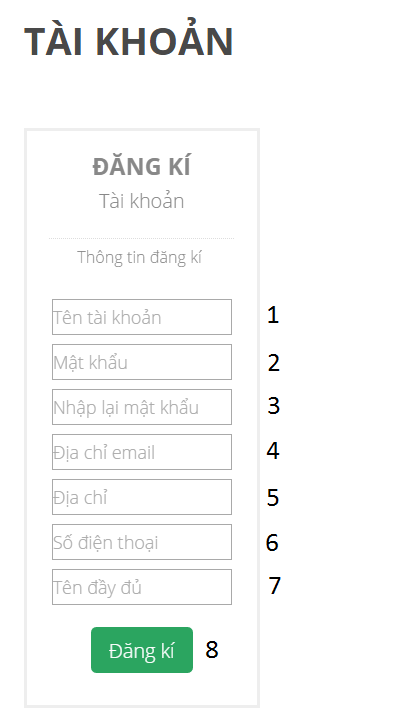 TÀI KHOẢN
ĐĂNG KÍ
Tài khoản
Thông tin đăng kí
Tên tài khoản 1
Mật khẩu 2
Nhập lại mật khẩu 3
Địa chỉ email 4
Địa chỉ 5
Số điện thoại 6
Tên đầy đủ 7
Đăng kí 8